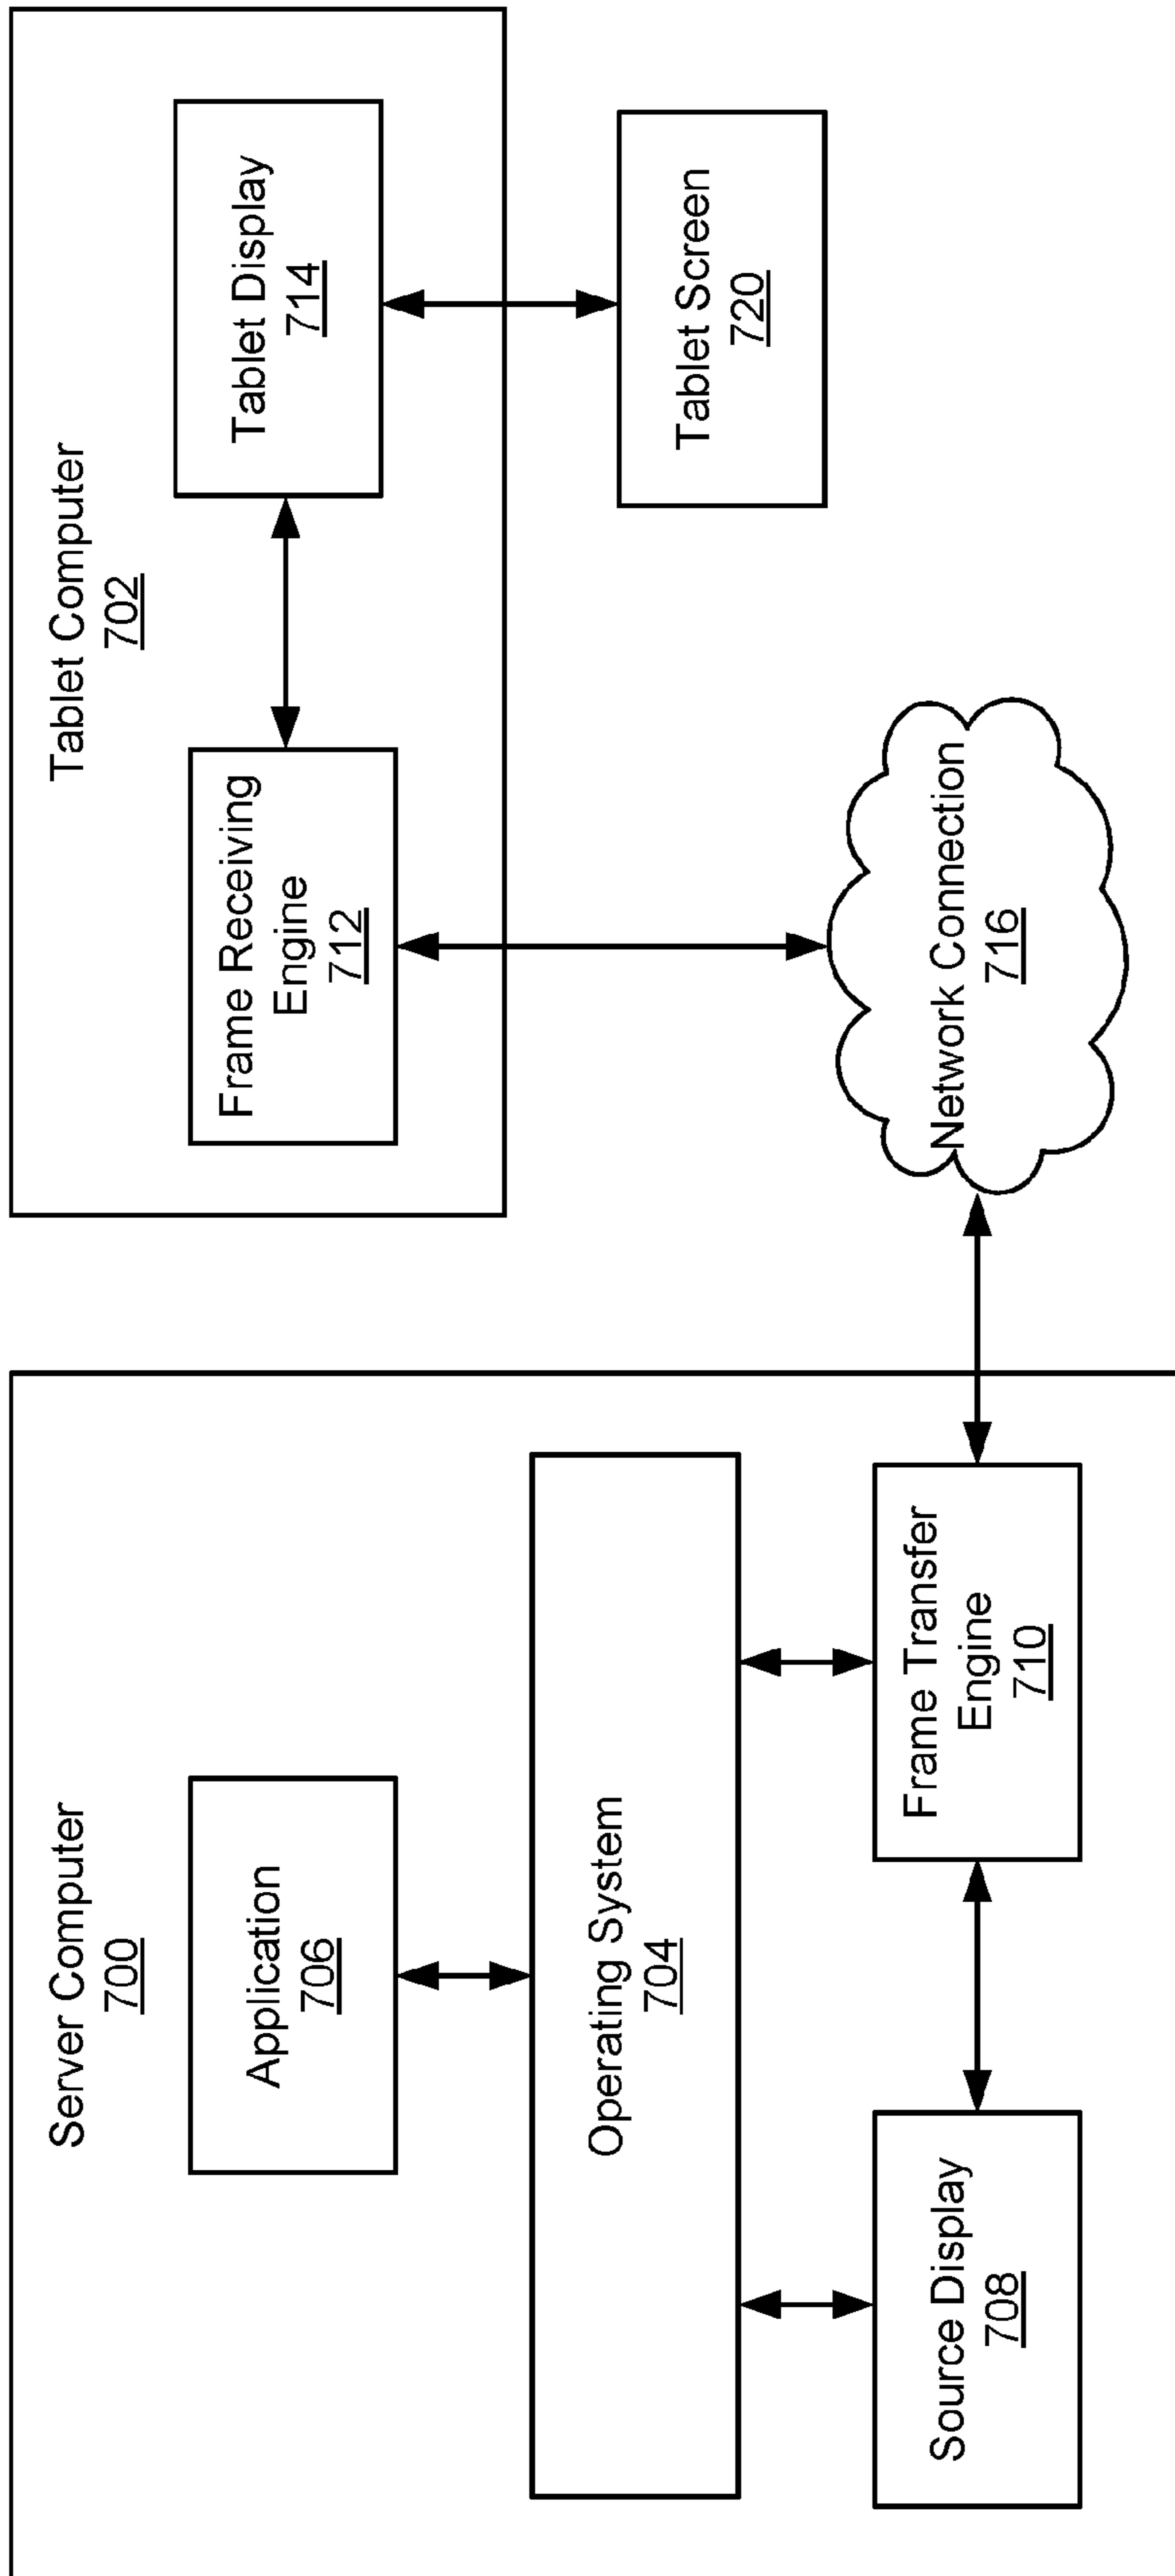 Server Computer
700
Application
706
Operating System
704
Source Display
708
Frame Transfer
Engine
710
Tablet Computer
702
Frame Receiving
Engine
712
Tablet Display
714
Tablet Screen
720
Network Connection
716